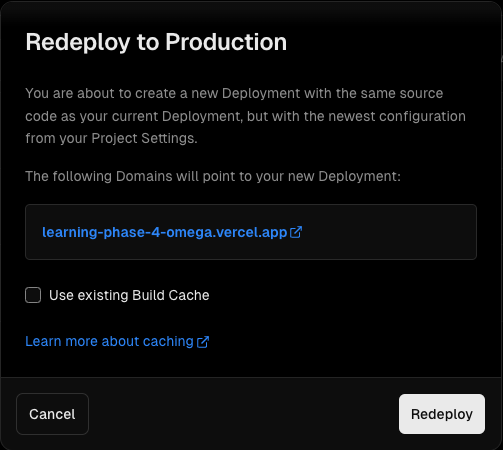 Redeploy to Production
You are about to create a new Deployment with the same source
code as your current Deployment, but with the newest configuration
from your Project Settings.
The following Domains will point to your new Deployment:
learning-phase-4-omega.vercel.app
Use existing Build Cache
Learn more about caching
Cancel
Redeploy